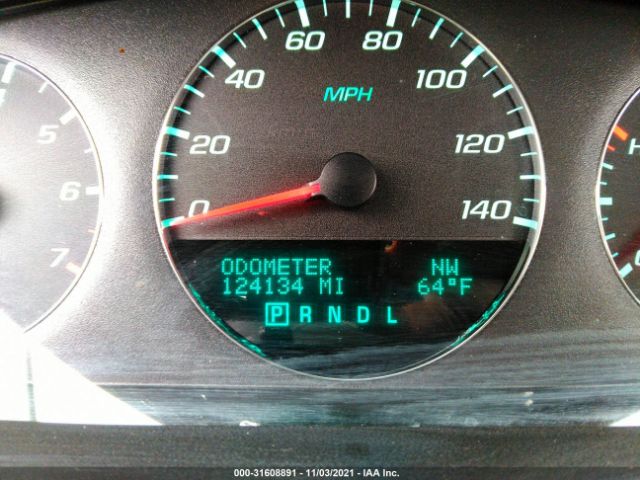 60 80
40 100
MPH
5
20 120
6 140
0 140
7
H
ODOMETER NW
124134 MI 64°F
P R N D L
000-31608891 - 11/03/2021 - IAA Inc.